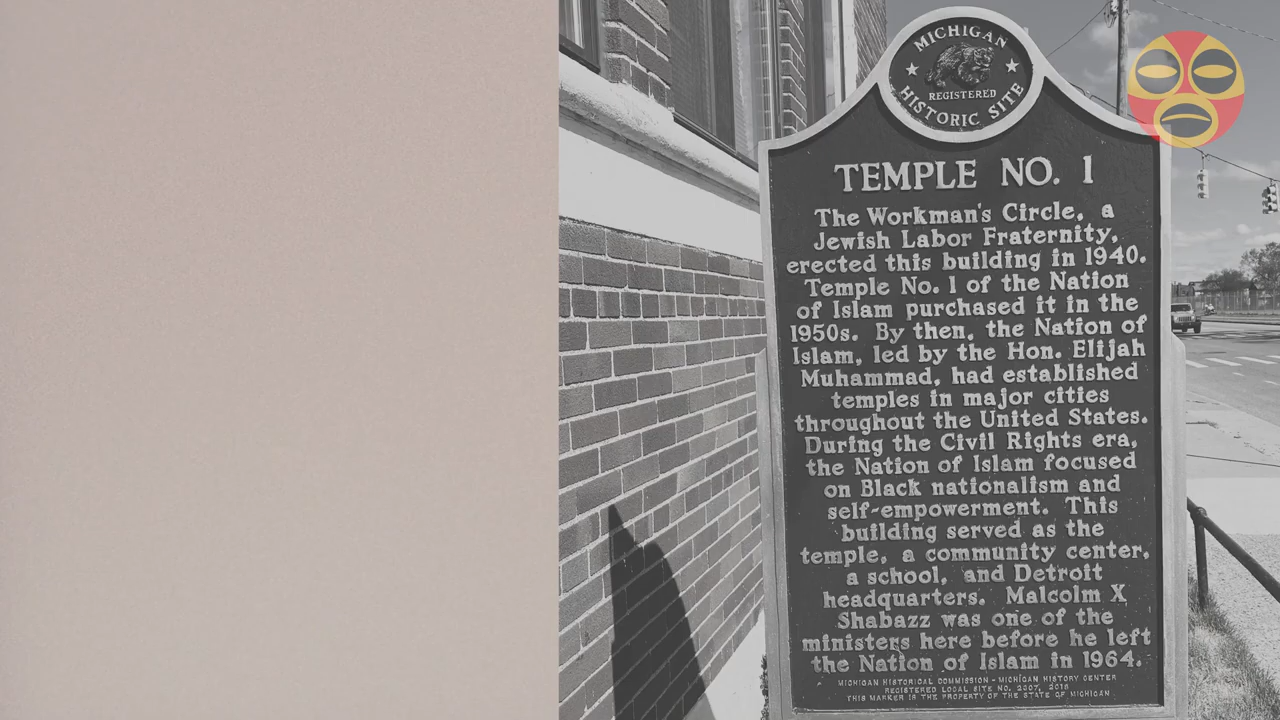 MICHIGAN
REGISTERED
HISTORIC SITE
TEMPLE NO. 1
The Workman's Circle, a
Jewish Labor Fraternity,
erected this building in 1940.
Temple No. 1 of the Nation
of Islam purchased it in the
1950s. By then, the Nation of
Islam, led by the Hon. Elijah
Muhammad, had established
temples in major cities
throughout the United States.
During the Civil Rights era,
the Nation of Islam focused
on Black nationalism and
self-empowerment. This
building served as the
temple, a community center,
a school, and Detroit
headquarters. Malcolm X
Shabazz was one of the
ministers here before he left
the Nation of Islam in 1964.
MICHIGAN HISTORICAL COMMISSION - MICHIGAN HISTORY CENTER
REGISTERED LOCAL SITE NO. 2307, 2016
THIS MARKER IS THE PROPERTY OF THE STATE OF MICHIGAN